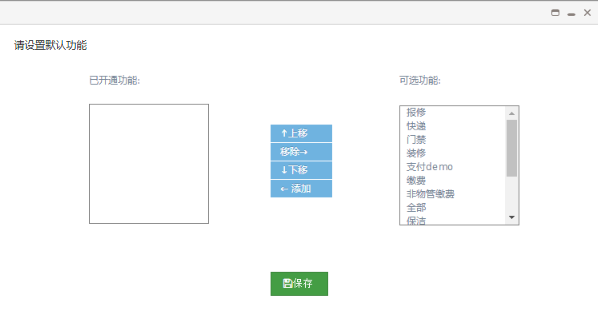 请设置默认功能
已开通功能:
可选功能:
↑上移
移除→
↓下移
← 添加
报修
快递
门禁
装修
支付demo
缴费
非物管缴费
全部
保洁
保存